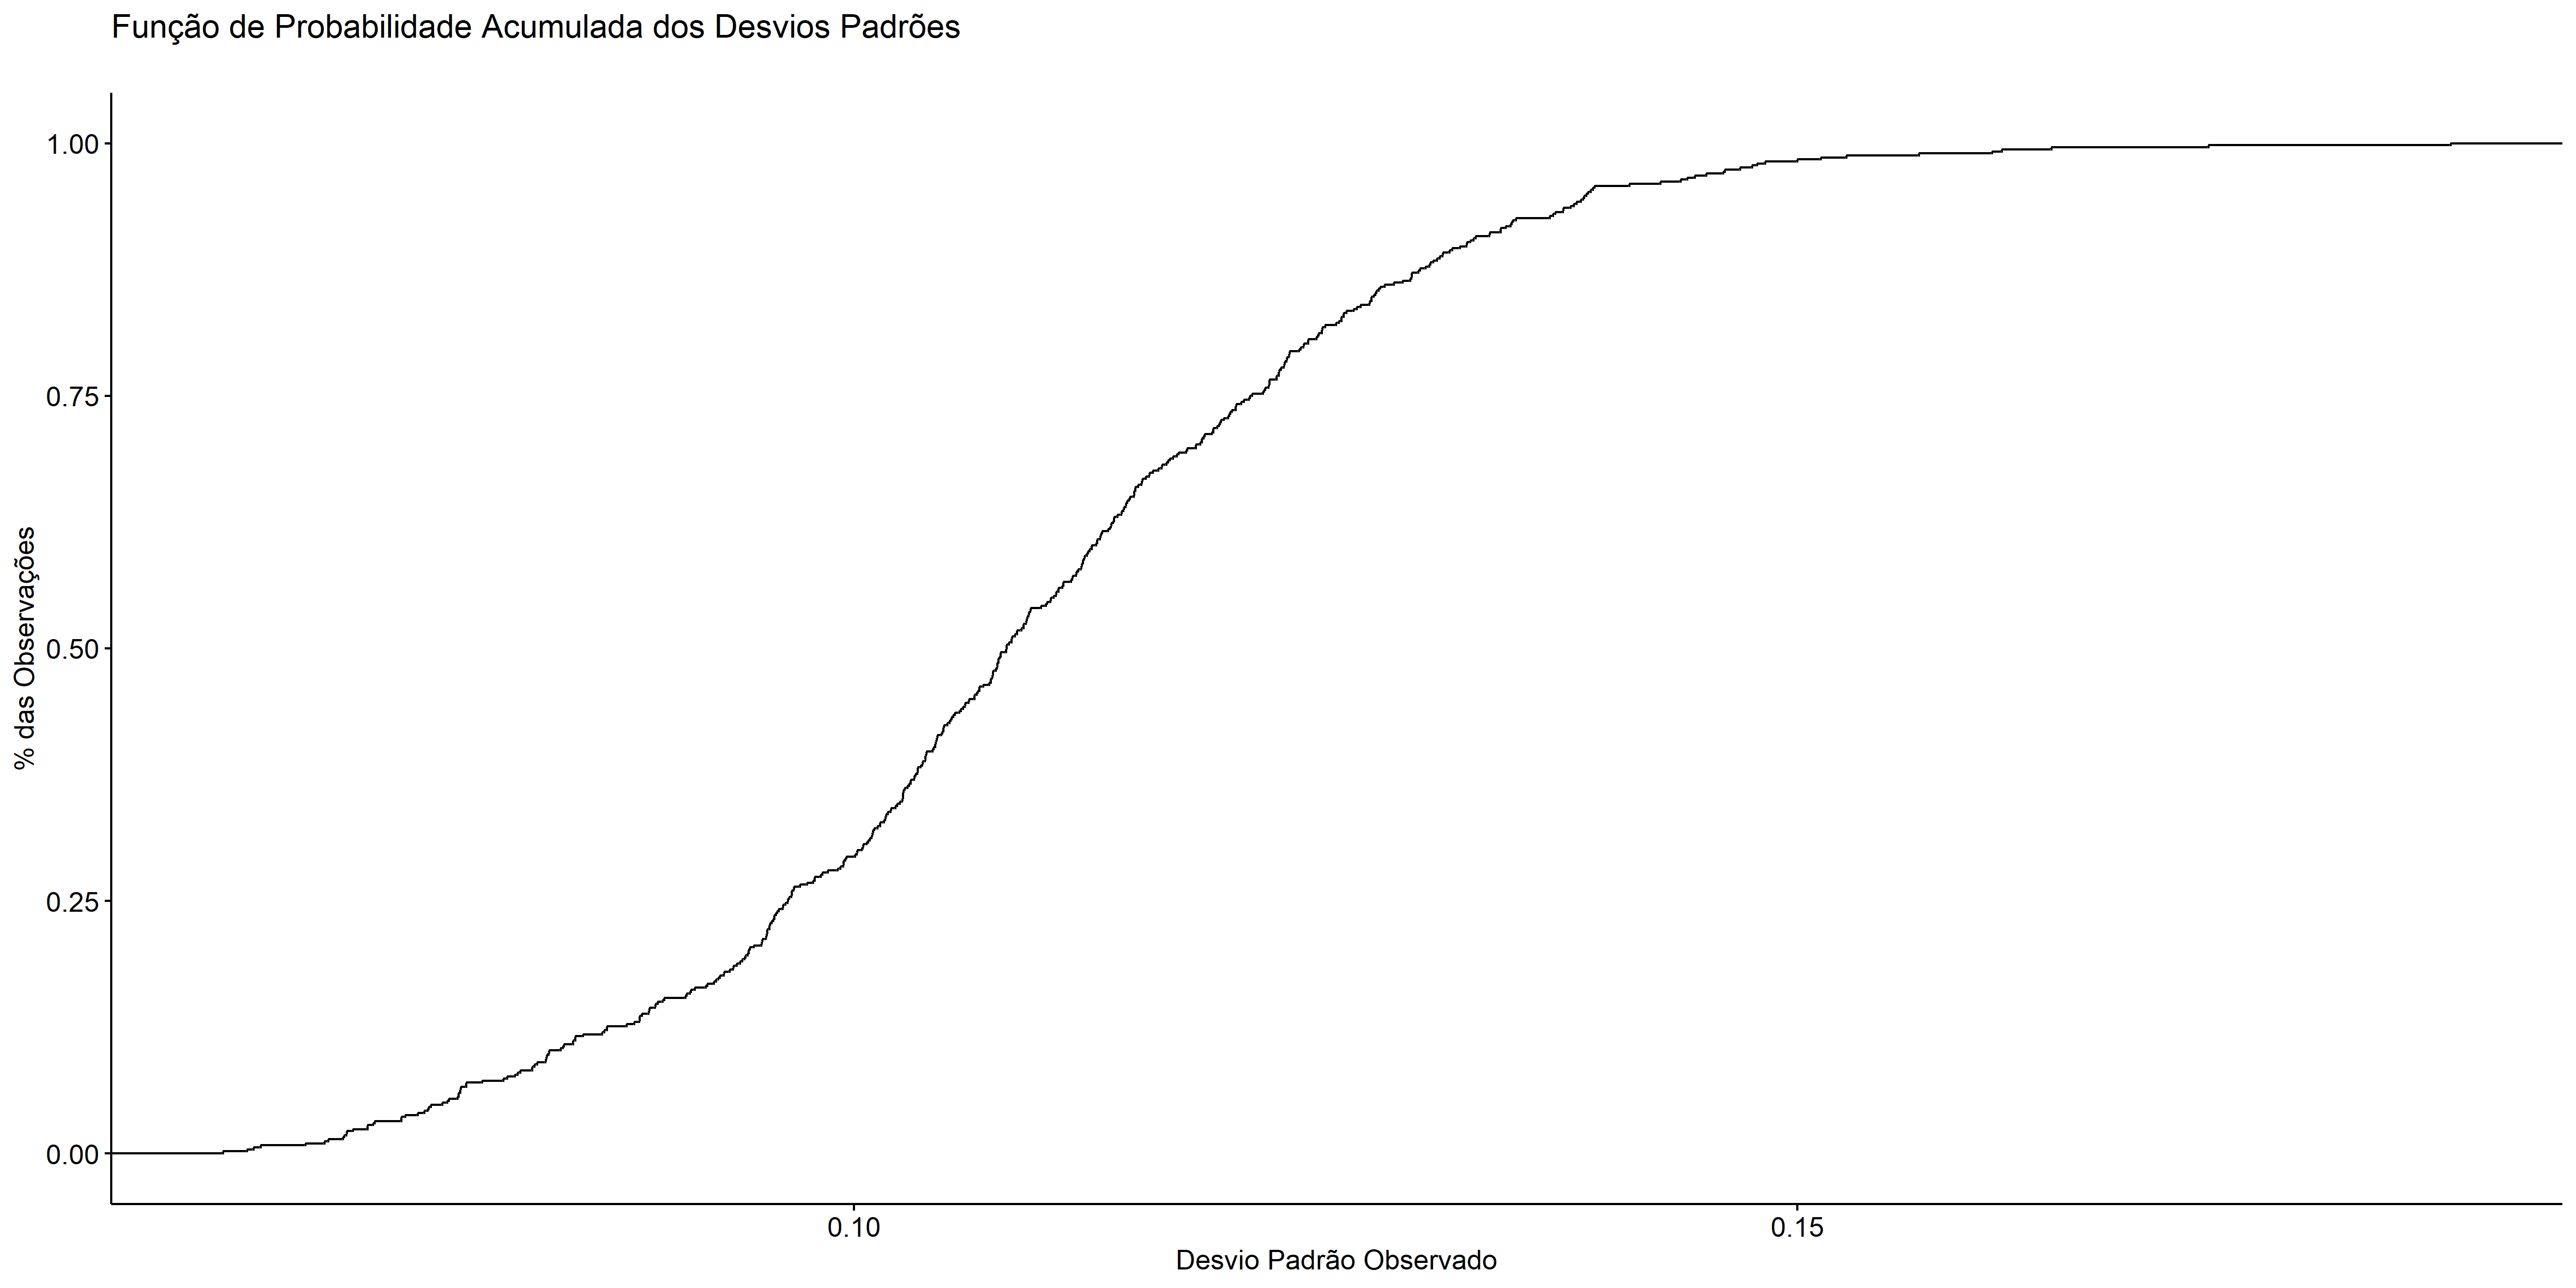 Função de Probabilidade Acumulada dos Desvios Padrões
1.00
0.75
0.50
0.25
0.00
% das Observações
0.10
0.15
Desvio Padrão Observado